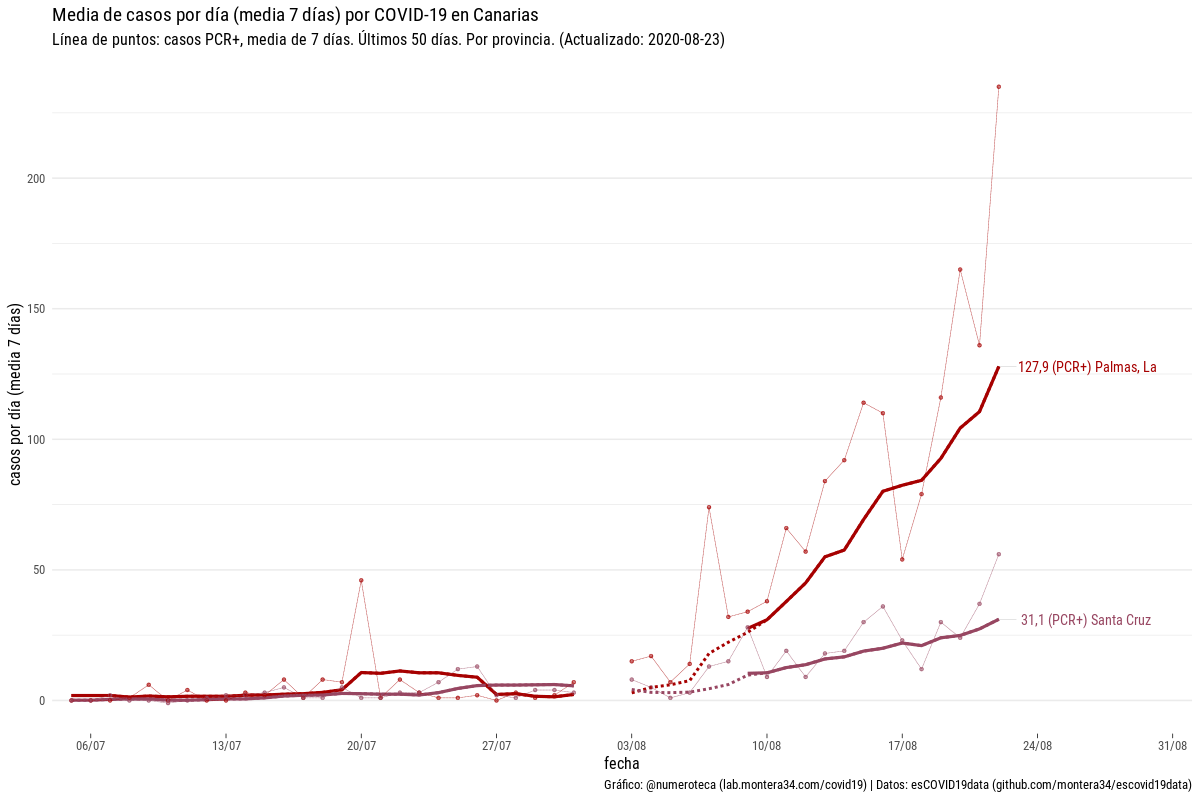 Media de casos por día (media 7 días) por COVID-19 en Canarias
Línea de puntos: casos PCR+, media de 7 días. Últimos 50 días. Por provincia. (Actualizado: 2020-08-23)
casos por día (media 7 días)
200
150
100
50
0
127,9 (PCR+) Palmas, La
31,1 (PCR+) Santa Cruz
06/07
13/07
20/07
27/07
03/08
10/08
17/08
24/08
31/08
fecha
Gráfico: @numeroteca (lab.montera34.com/covid19) | Datos: esCOVID19data (github.com/montera34/escovid19data)